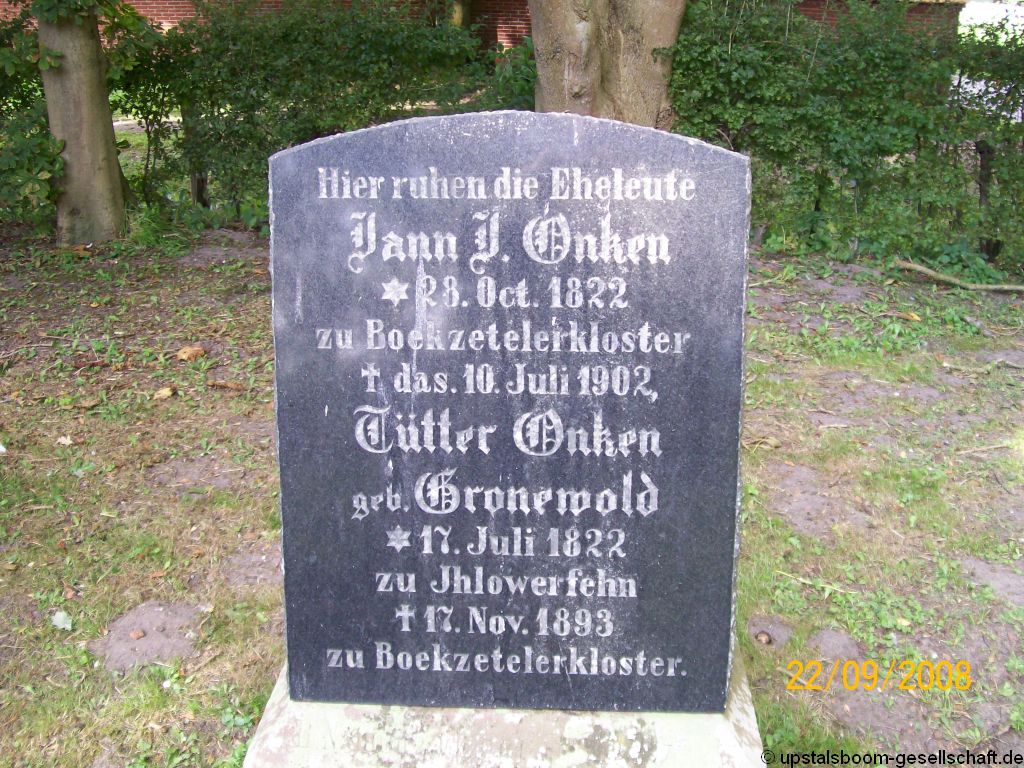 Hier ruhen die Eheleute
Jann J. Onken
* 28. Oct. 1822
zu Boekzetelerkloster
† das. 10. Juli 1902,
Tütter Onken
geb. Gronewold
* 17. Juli 1822
zu Jhlowerfehn
† 17. Nov. 1893
zu Boekzetelerkloster.
22/09/2008
© upstalsboom-gesellschaft.de